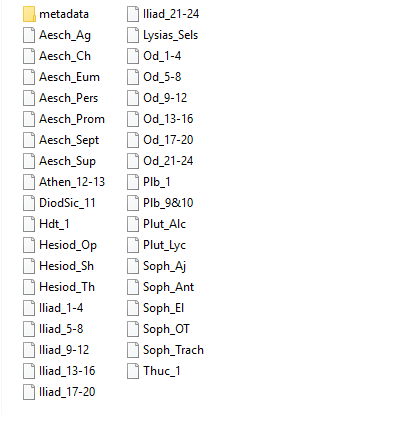 metadata
Aesch_Ag
Aesch_Ch
Aesch_Eum
Aesch_Pers
Aesch_Prom
Aesch_Sept
Aesch_Sup
Athen_12-13
DiodSic_11
Hdt_1
Hesiod_Op
Hesiod_Sh
Hesiod_Th
Iliad_1-4
Iliad_5-8
Iliad_9-12
Iliad_13-16
Iliad_17-20
Iliad_21-24
Lysias_Sels
Od_1-4
Od_5-8
Od_9-12
Od_13-16
Od_17-20
Od_21-24
Plb_1
Plb_9&10
Plut_Alc
Plut_Lyc
Soph_Aj
Soph_Ant
Soph_El
Soph_OT
Soph_Trach
Thuc_1